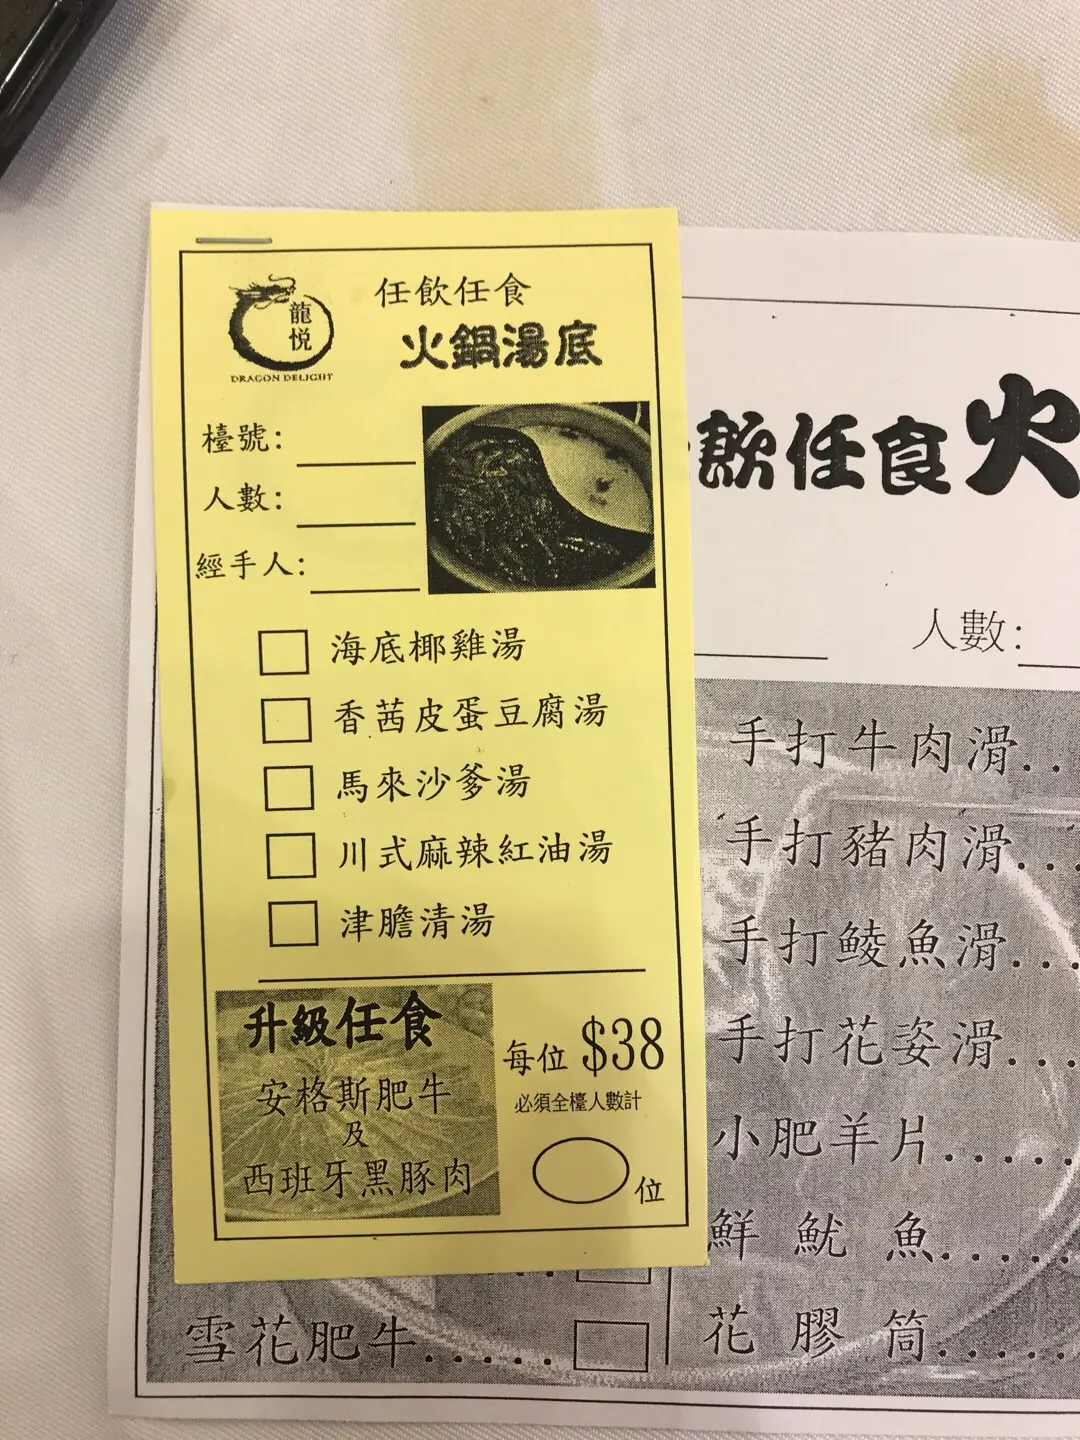 龍
悅
DRAGON DELIGHT
任飲任食
火鍋湯底
檯號:
人數:
經手人:
海底椰雞湯
香茜皮蛋豆腐湯
馬來沙爹湯
川式麻辣紅油湯
津膽清湯
升級任食
安格斯肥牛
及
西班牙黑豚肉
每位 $38
必須全檯人數計
位
飲任食火
人數:
手打牛肉滑...
手打豬肉滑...
手打鯪魚滑...
手打花姿滑...
小肥羊片.....
鮮魷魚.....
花膠筒.....
雪花肥牛......